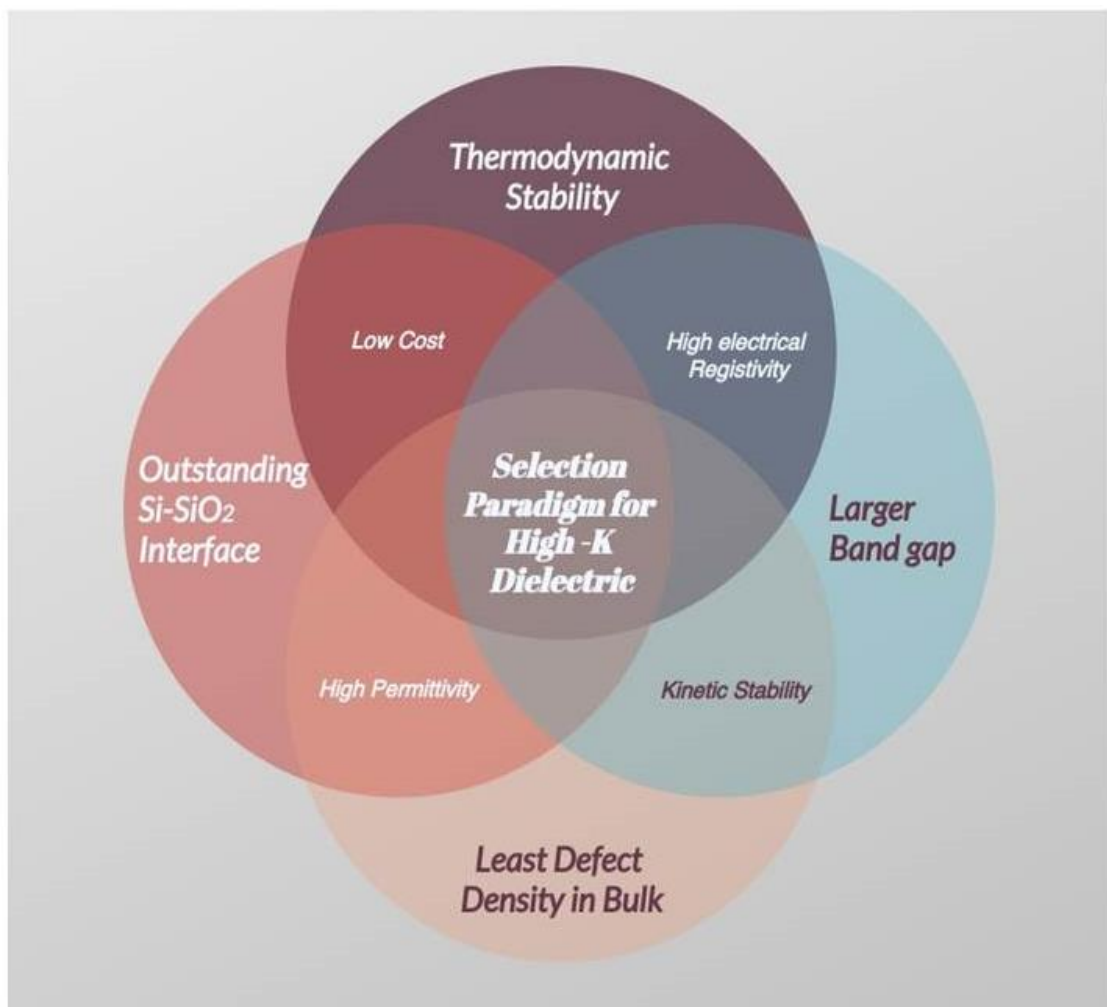 Thermodynamic
Stability
Low Cost
High electrical
Registivity
Outstanding
Si-SiO₂
Interface
Selection
Paradigm for
High -K
Dielectric
Larger
Band gap
High Permittivity
Kinetic Stability
Least Defect
Density in Bulk